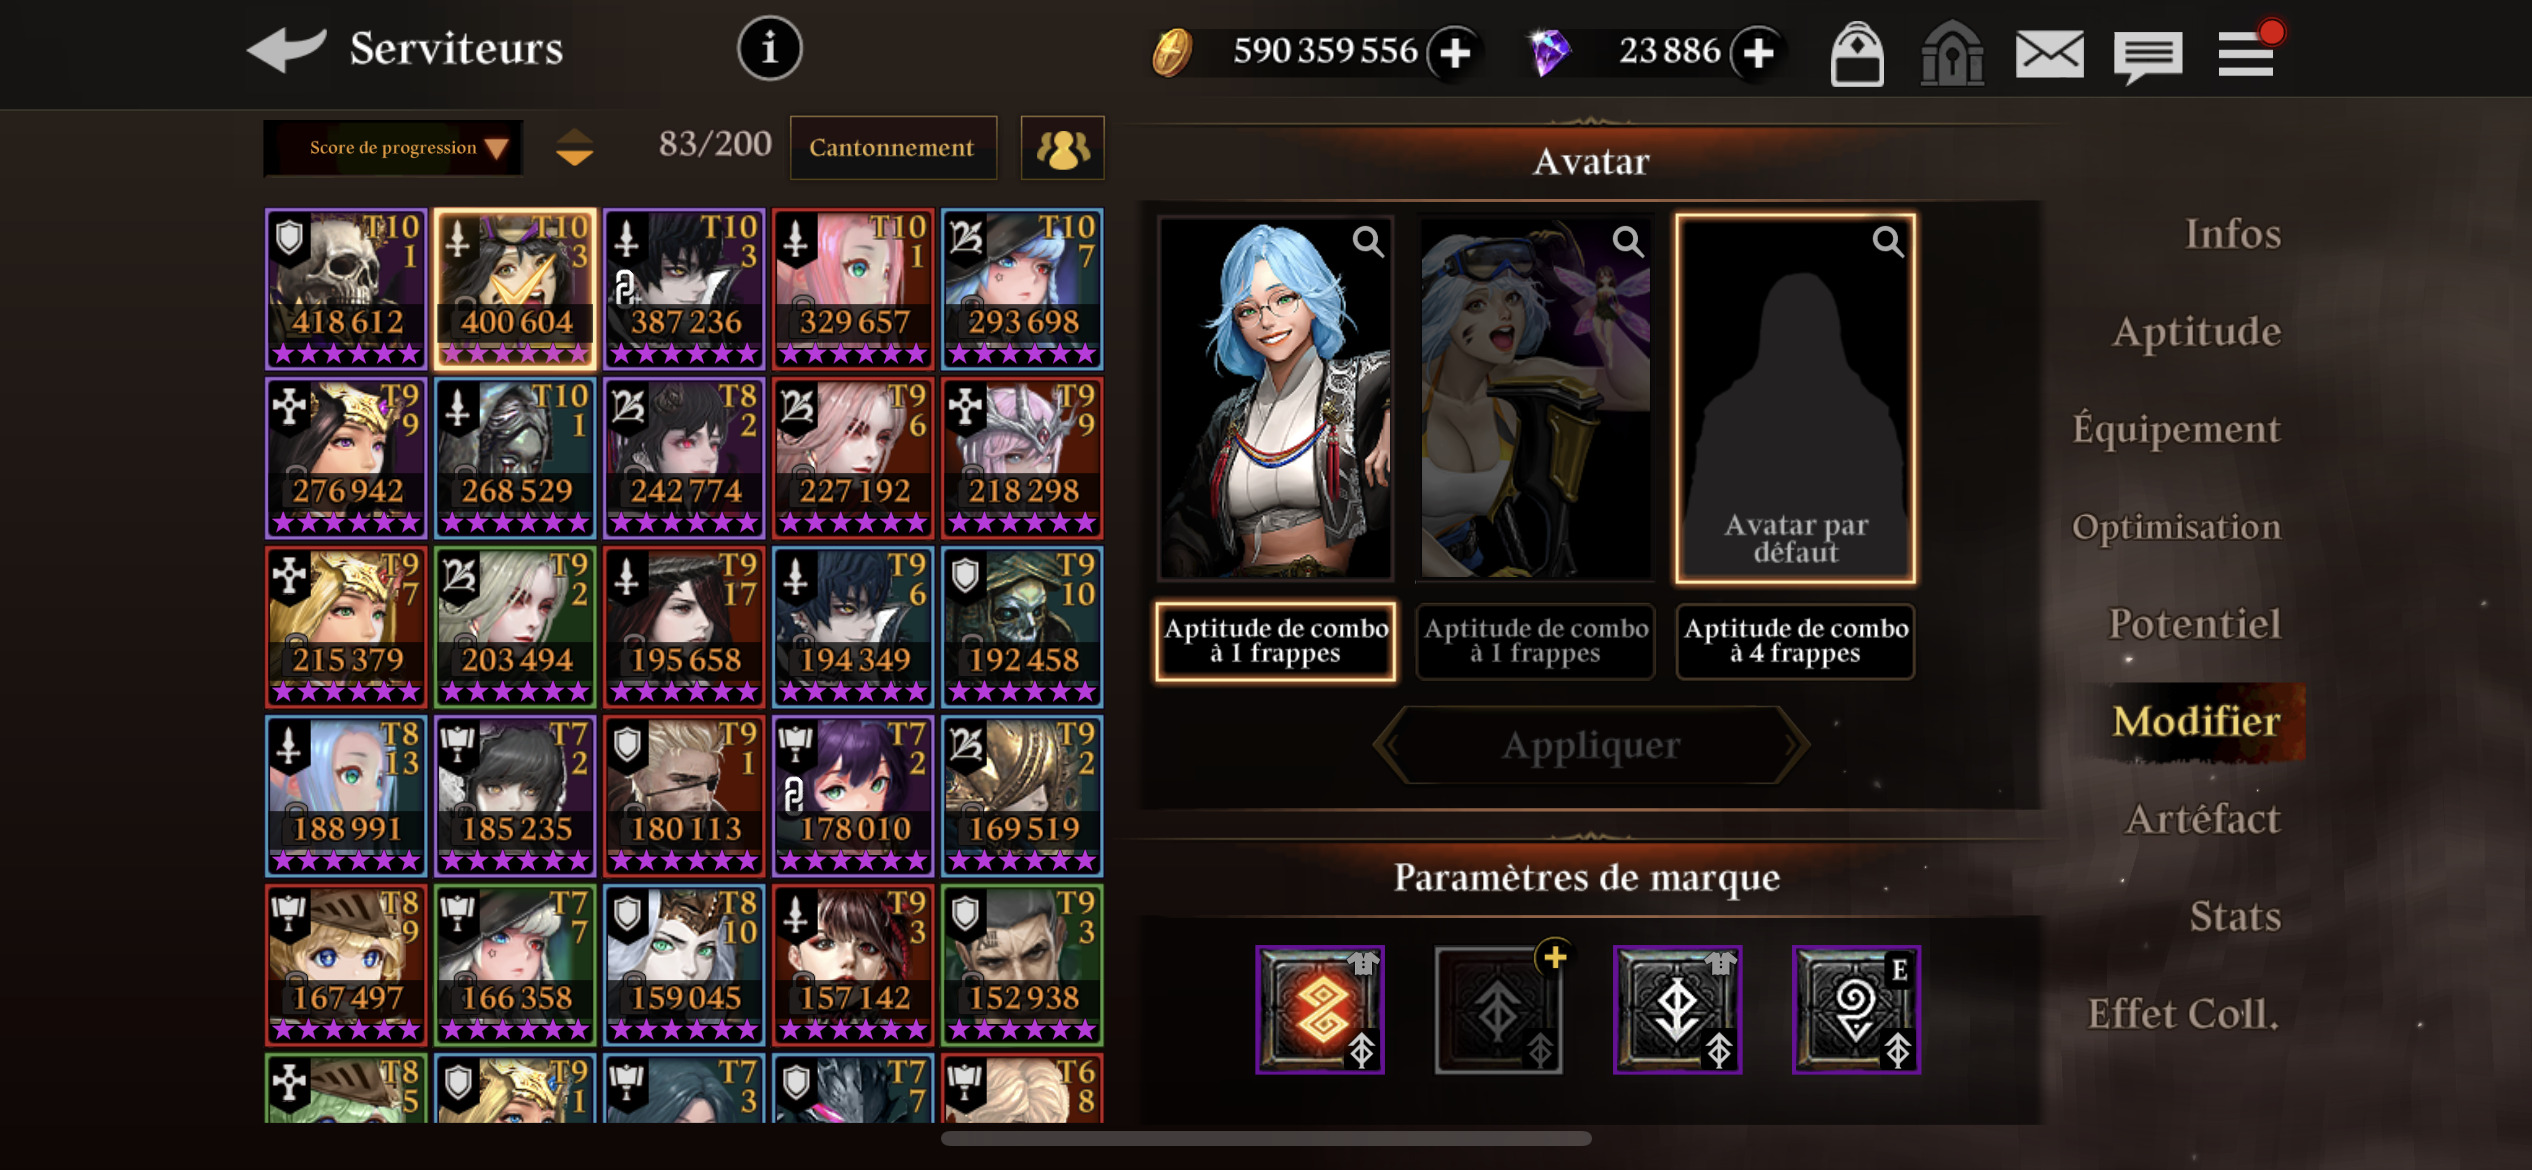 Serviteurs
i
590 359 556
23 886
Score de progression
83/200
Cantonnement
T10 1
418 612
T10 3
400 604
T10 3
387 236
T10 1
329 657
T10 7
293 698
T9 9
276 942
T10 1
268 529
T8 2
242 774
T9 6
227 192
T9 9
218 298
T9 7
215 379
T9 2
203 494
T9 17
195 658
T9 6
194 349
T9 10
192 458
T8 13
188 991
T7 2
185 235
T9 1
180 113
T7 2
178 010
T9 2
169 519
T8 9
167 497
T7 7
166 358
T8 10
159 045
T9 3
157 142
T9 3
152 938
T8 5
T9 1
T7 3
T7 7
T6 8
Avatar
Avatar par
défaut
Aptitude de combo
à 1 frappes
Aptitude de combo
à 1 frappes
Aptitude de combo
à 4 frappes
Appliquer
Paramètres de marque
E
Infos
Aptitude
Équipement
Optimisation
Potentiel
Modifier
Artéfact
Stats
Effet Coll.